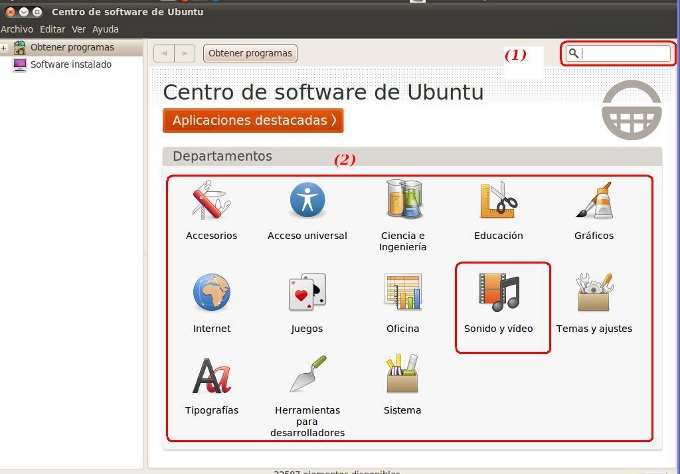 Centro de software de Ubuntu
Archivo Editar Ver Ayuda
Obtener programas
Software instalado
Obtener programas
(1)
Centro de software de Ubuntu
Aplicaciones destacadas
Departamentos
(2)
Accesorios
Acceso universal
Ciencia e
Ingeniería
Educación
Gráficos
Internet
Juegos
Oficina
Sonido y vídeo
Temas y ajustes
Tipografías
Herramientas
para
desarrolladores
Sistema
32507 elementos disponibles